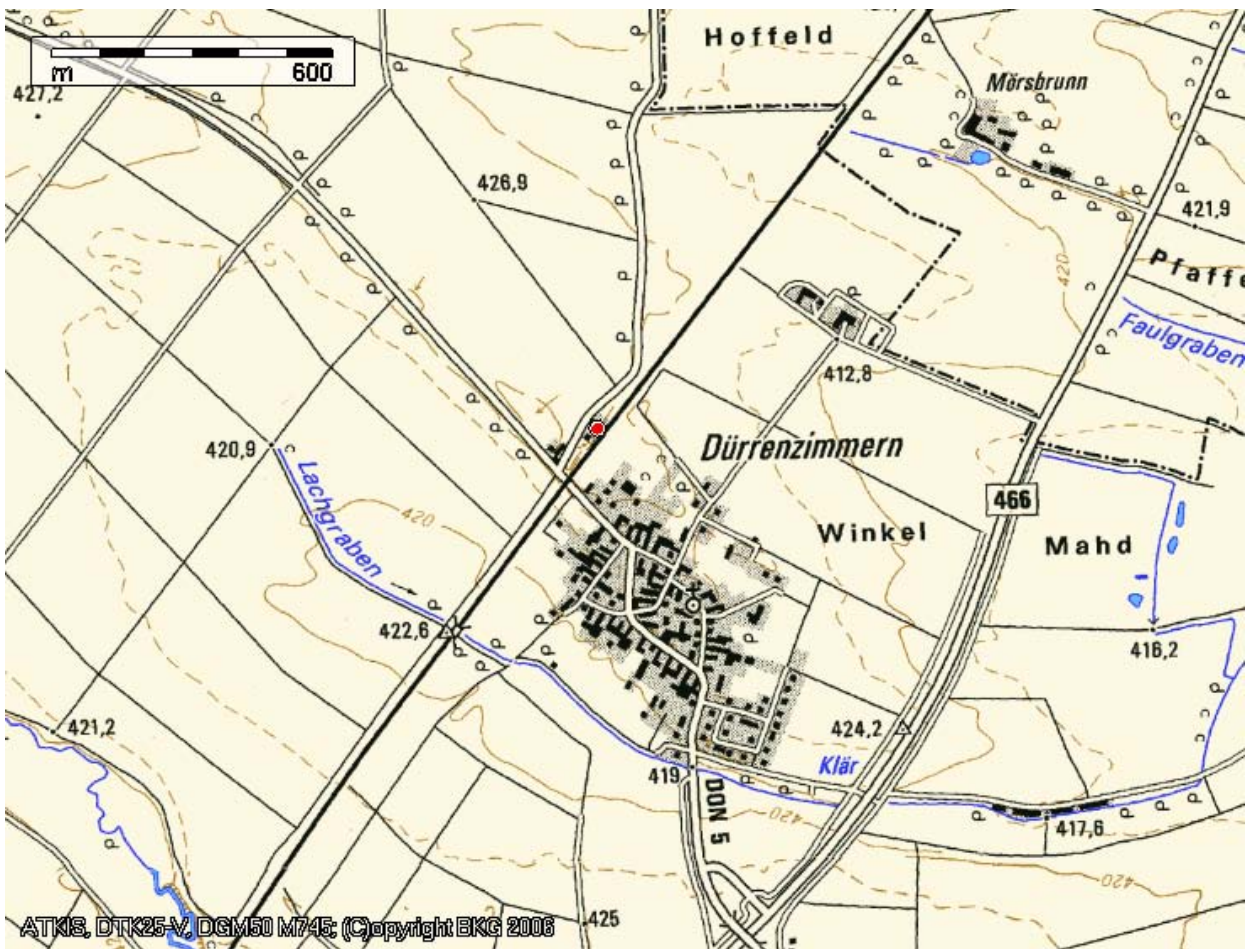 Hoffeld
m 600
Mörsbrunn
427,2
426,9
421,9
Pfaffe
Faulgraben
412,8
420
420,9
Dürrenzimmern
Lachgraben
466
420
Winkel
Mahd
422,6
416,2
421,2
424,2
Klär
419
DON 5
420
417,6
420
425
ATKIS, DTK25-V, DGM50 M745; (C)opyright BKG 2006